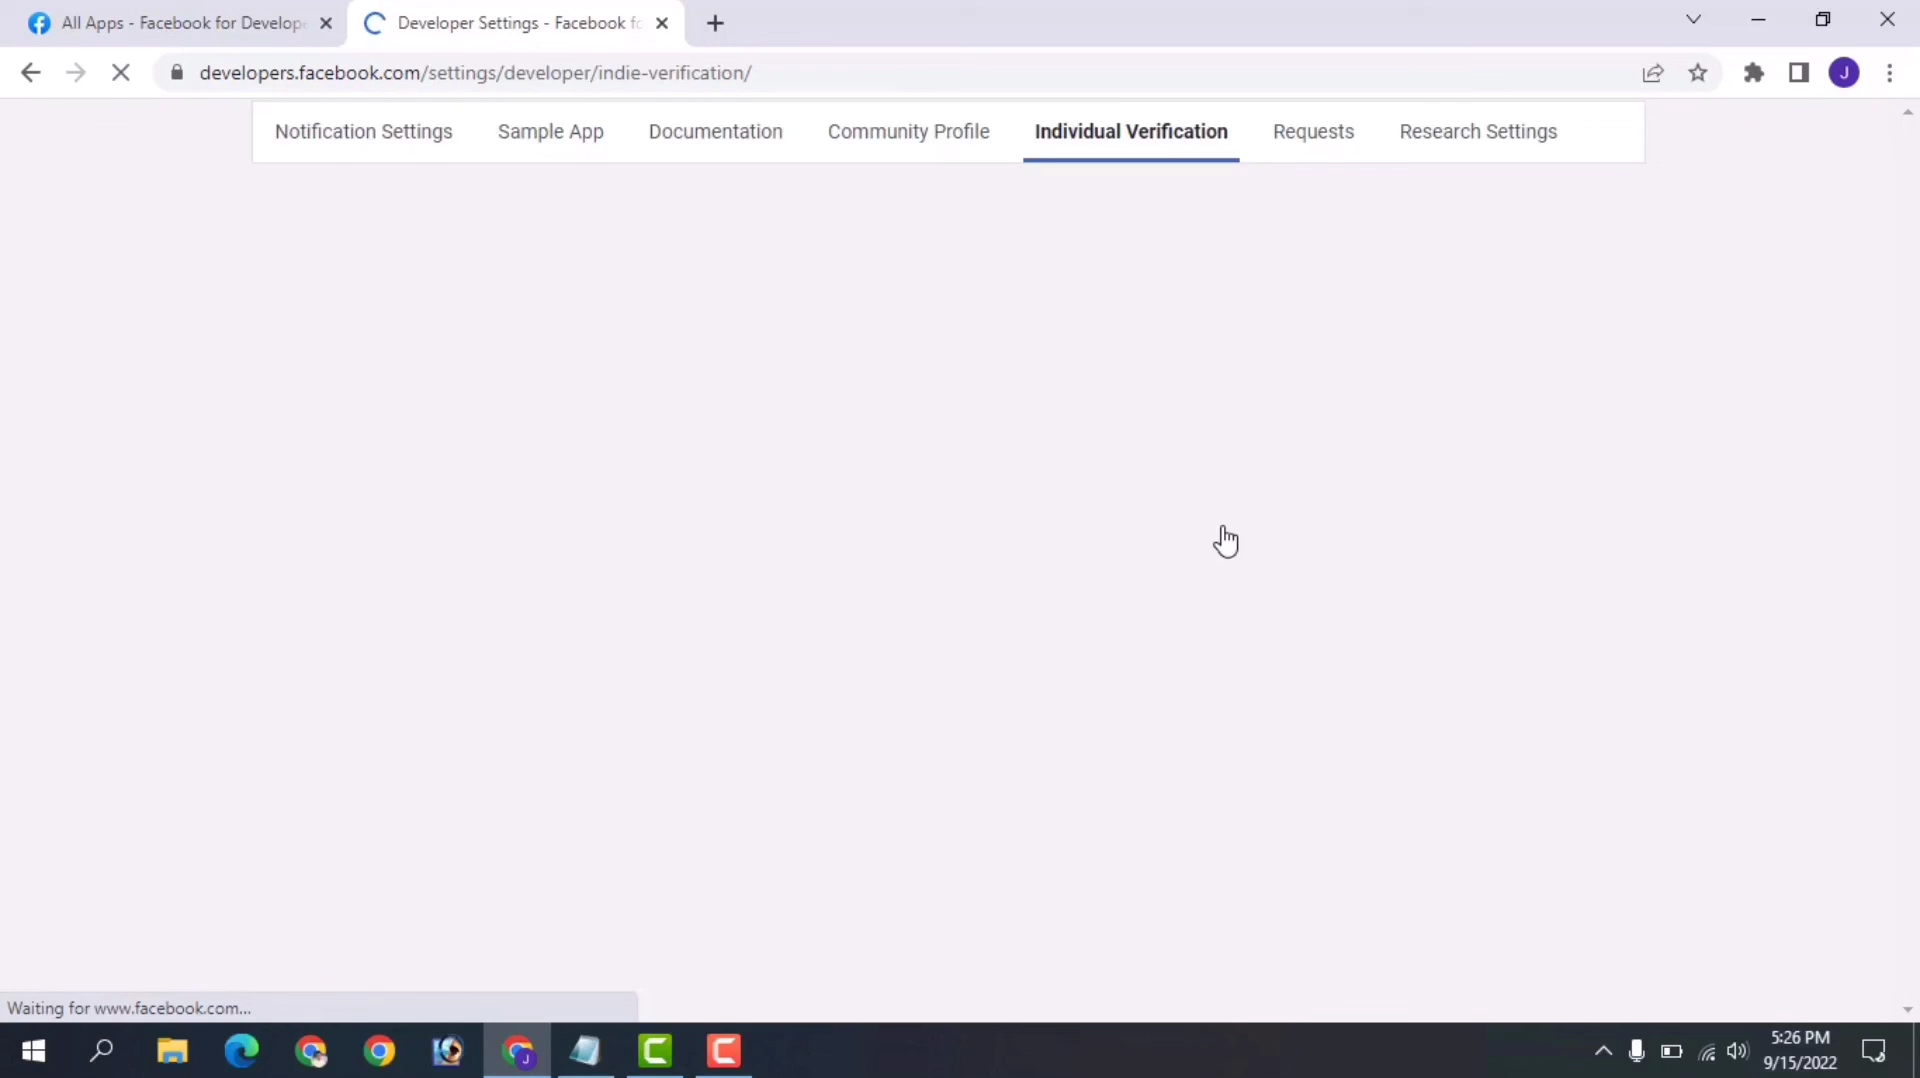 All Apps - Facebook for Develop
Developer Settings - Facebook fo
developers.facebook.com/settings/developer/indie-verification/
J
Notification Settings
Sample App
Documentation
Community Profile
Individual Verification
Requests
Research Settings
Waiting for www.facebook.com...
J
5:26 PM
9/15/2022